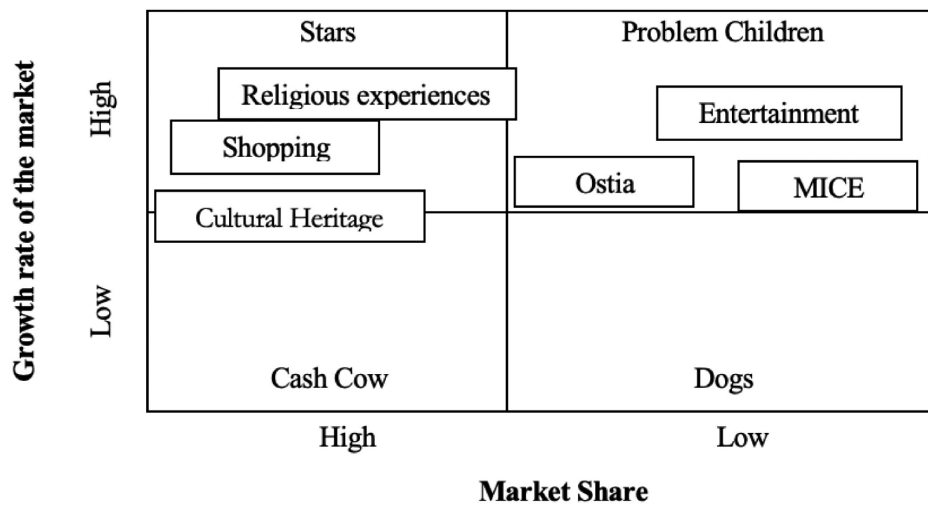 Stars
Problem Children
Religious experiences
Entertainment
Shopping
Ostia
MICE
Cultural Heritage
Cash Cow
Dogs
High
Low
Growth rate of the market
High
Low
Market Share